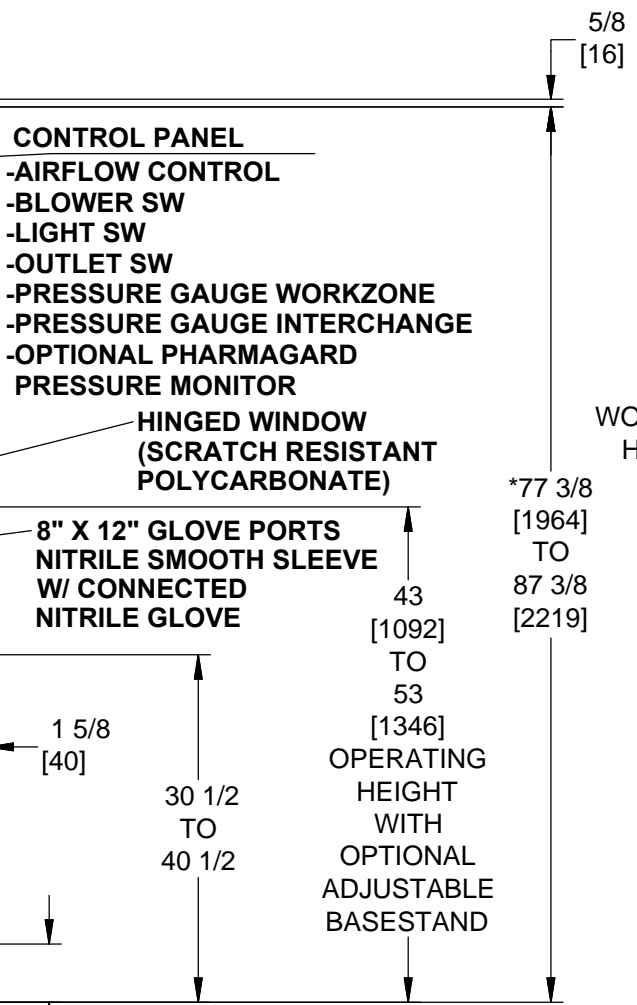 5/8
[16]
CONTROL PANEL
-AIRFLOW CONTROL
-BLOWER SW
-LIGHT SW
-OUTLET SW
-PRESSURE GAUGE WORKZONE
-PRESSURE GAUGE INTERCHANGE
-OPTIONAL PHARMAGARD
PRESSURE MONITOR
HINGED WINDOW
(SCRATCH RESISTANT
POLYCARBONATE)
WO
H
*77 3/8
[1964]
TO
87 3/8
[2219]
8" X 12" GLOVE PORTS
NITRILE SMOOTH SLEEVE
W/ CONNECTED
NITRILE GLOVE
43
[1092]
TO
53
[1346]
OPERATING
HEIGHT
WITH
OPTIONAL
ADJUSTABLE
BASESTAND
1 5/8
[40]
30 1/2
TO
40 1/2